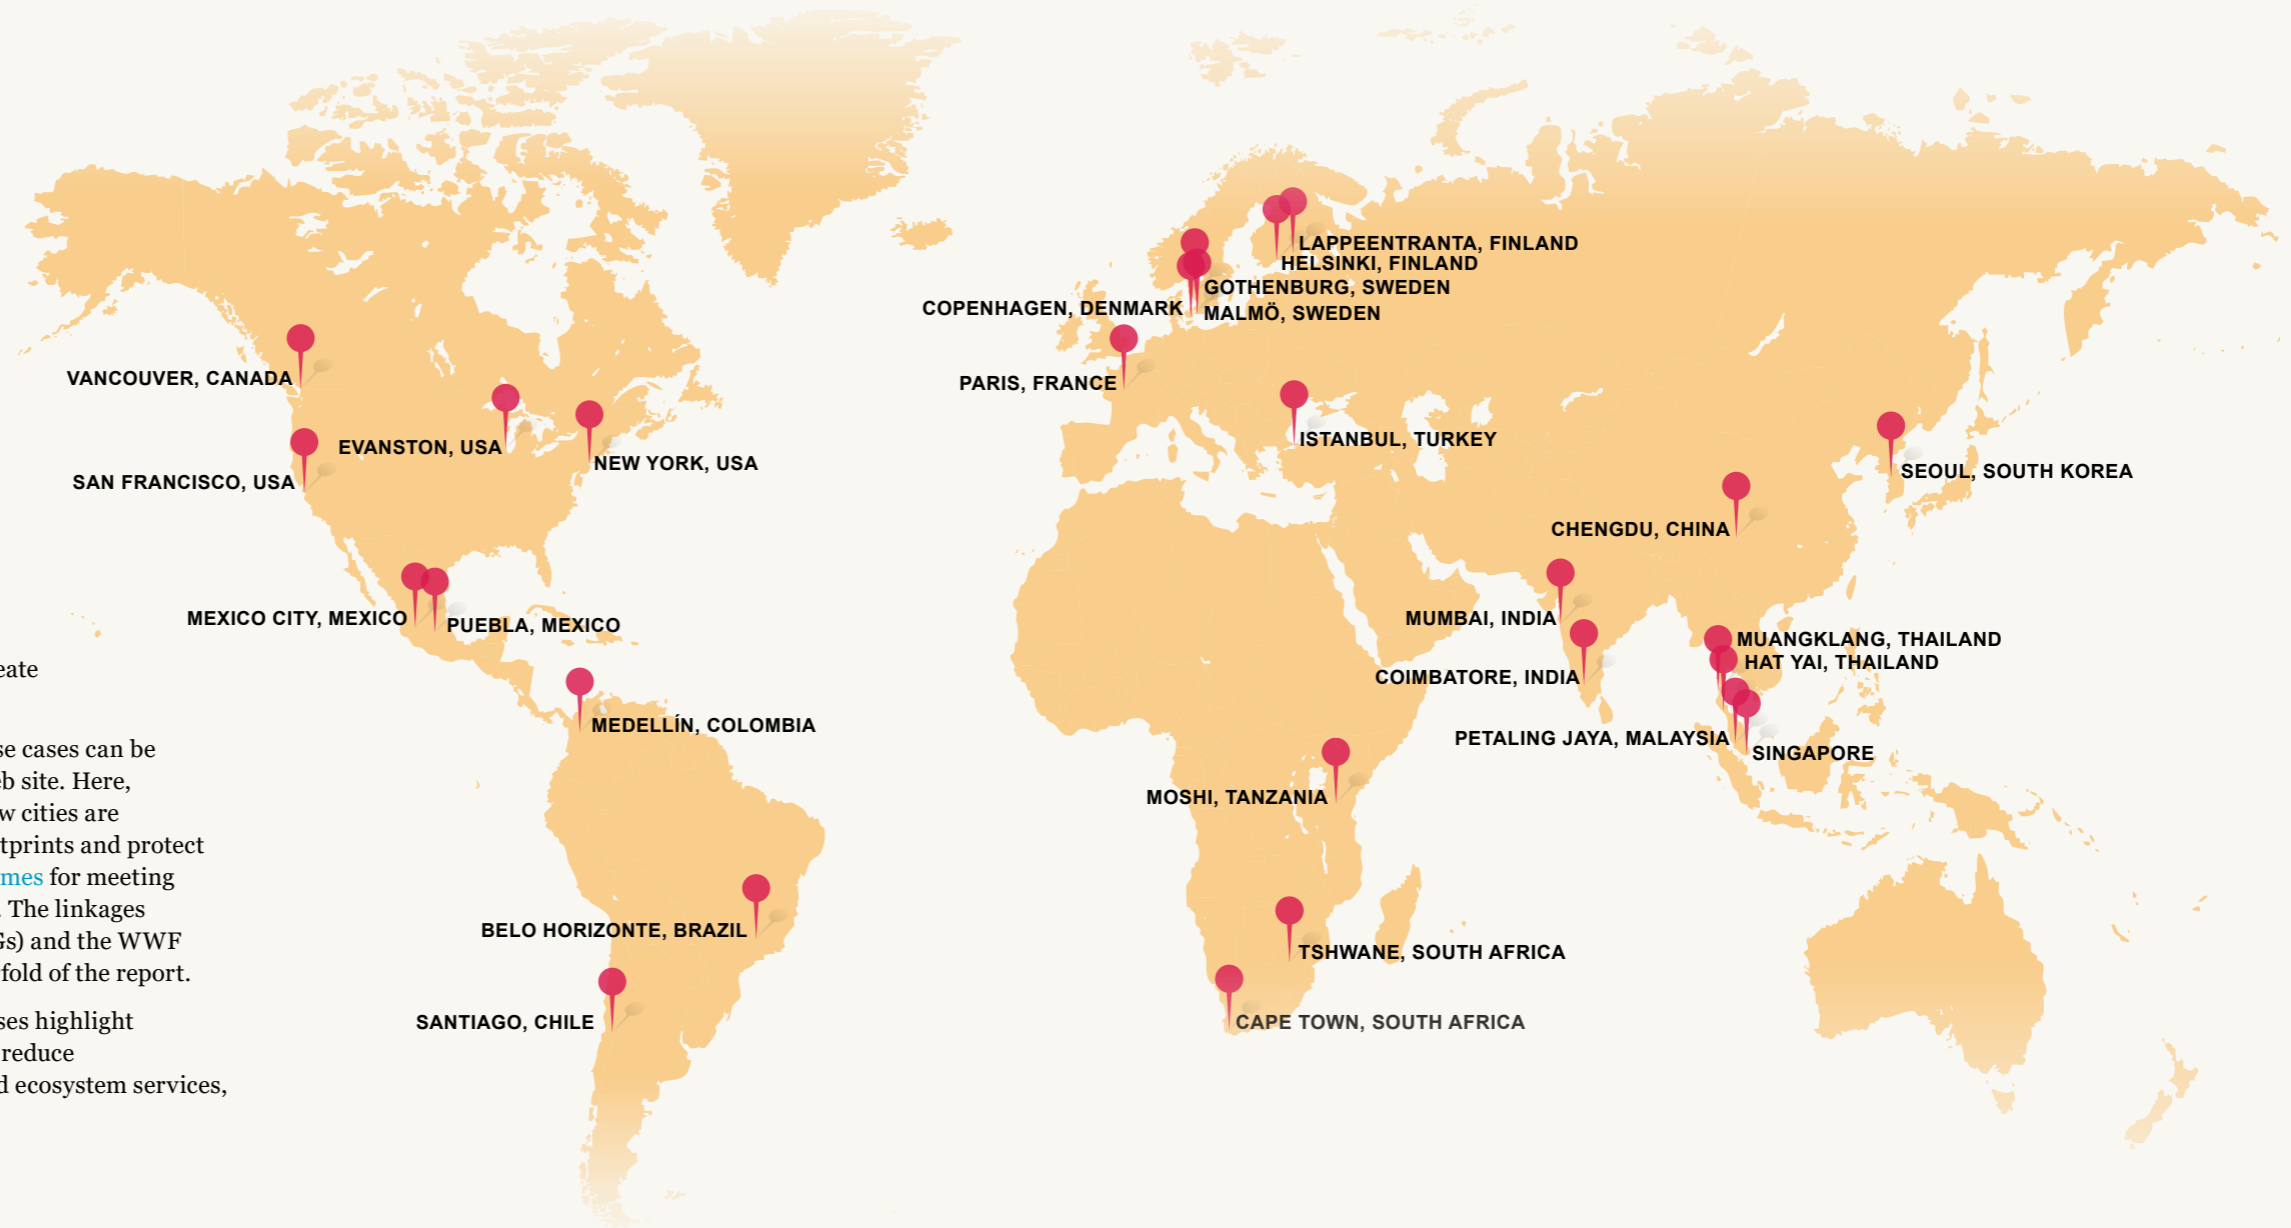 LAPPEENTRANTA, FINLAND
HELSINKI, FINLAND
GOTHENBURG, SWEDEN
COPENHAGEN, DENMARK
MALMÖ, SWEDEN
VANCOUVER, CANADA
PARIS, FRANCE
EVANSTON, USA
ISTANBUL, TURKEY
NEW YORK, USA
SEOUL, SOUTH KOREA
SAN FRANCISCO, USA
CHENGDU, CHINA
MEXICO CITY, MEXICO
PUEBLA, MEXICO
MUMBAI, INDIA
MUANGKLANG, THAILAND
HAT YAI, THAILAND
COIMBATORE, INDIA
MEDELLÍN, COLOMBIA
PETALING JAYA, MALAYSIA
SINGAPORE
MOSHI, TANZANIA
BELO HORIZONTE, BRAZIL
TSHWANE, SOUTH AFRICA
SANTIAGO, CHILE
CAPE TOWN, SOUTH AFRICA
eate
se cases can be
eb site. Here,
w cities are
tprints and protect
mes for meeting
. The linkages
Gs) and the WWF
fold of the report.
ses highlight
reduce
d ecosystem services,